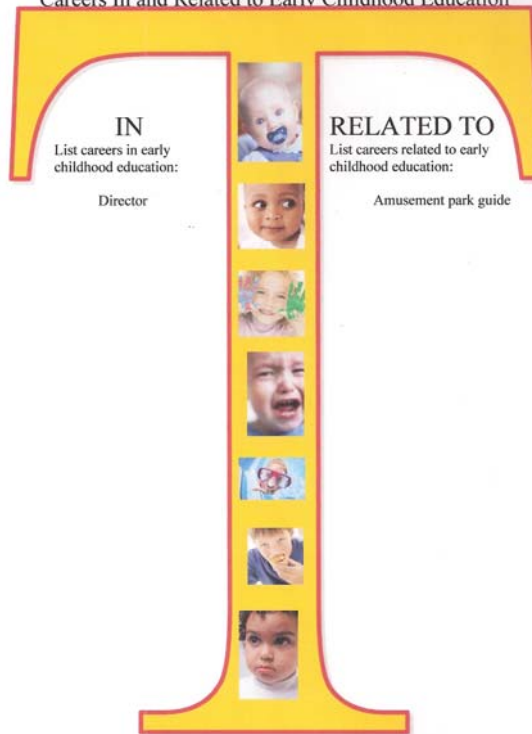 Careers In and Related to Early Childhood Education
IN
List careers in early
childhood education:
Director
RELATED TO
List careers related to early
childhood education:
Amusement park guide